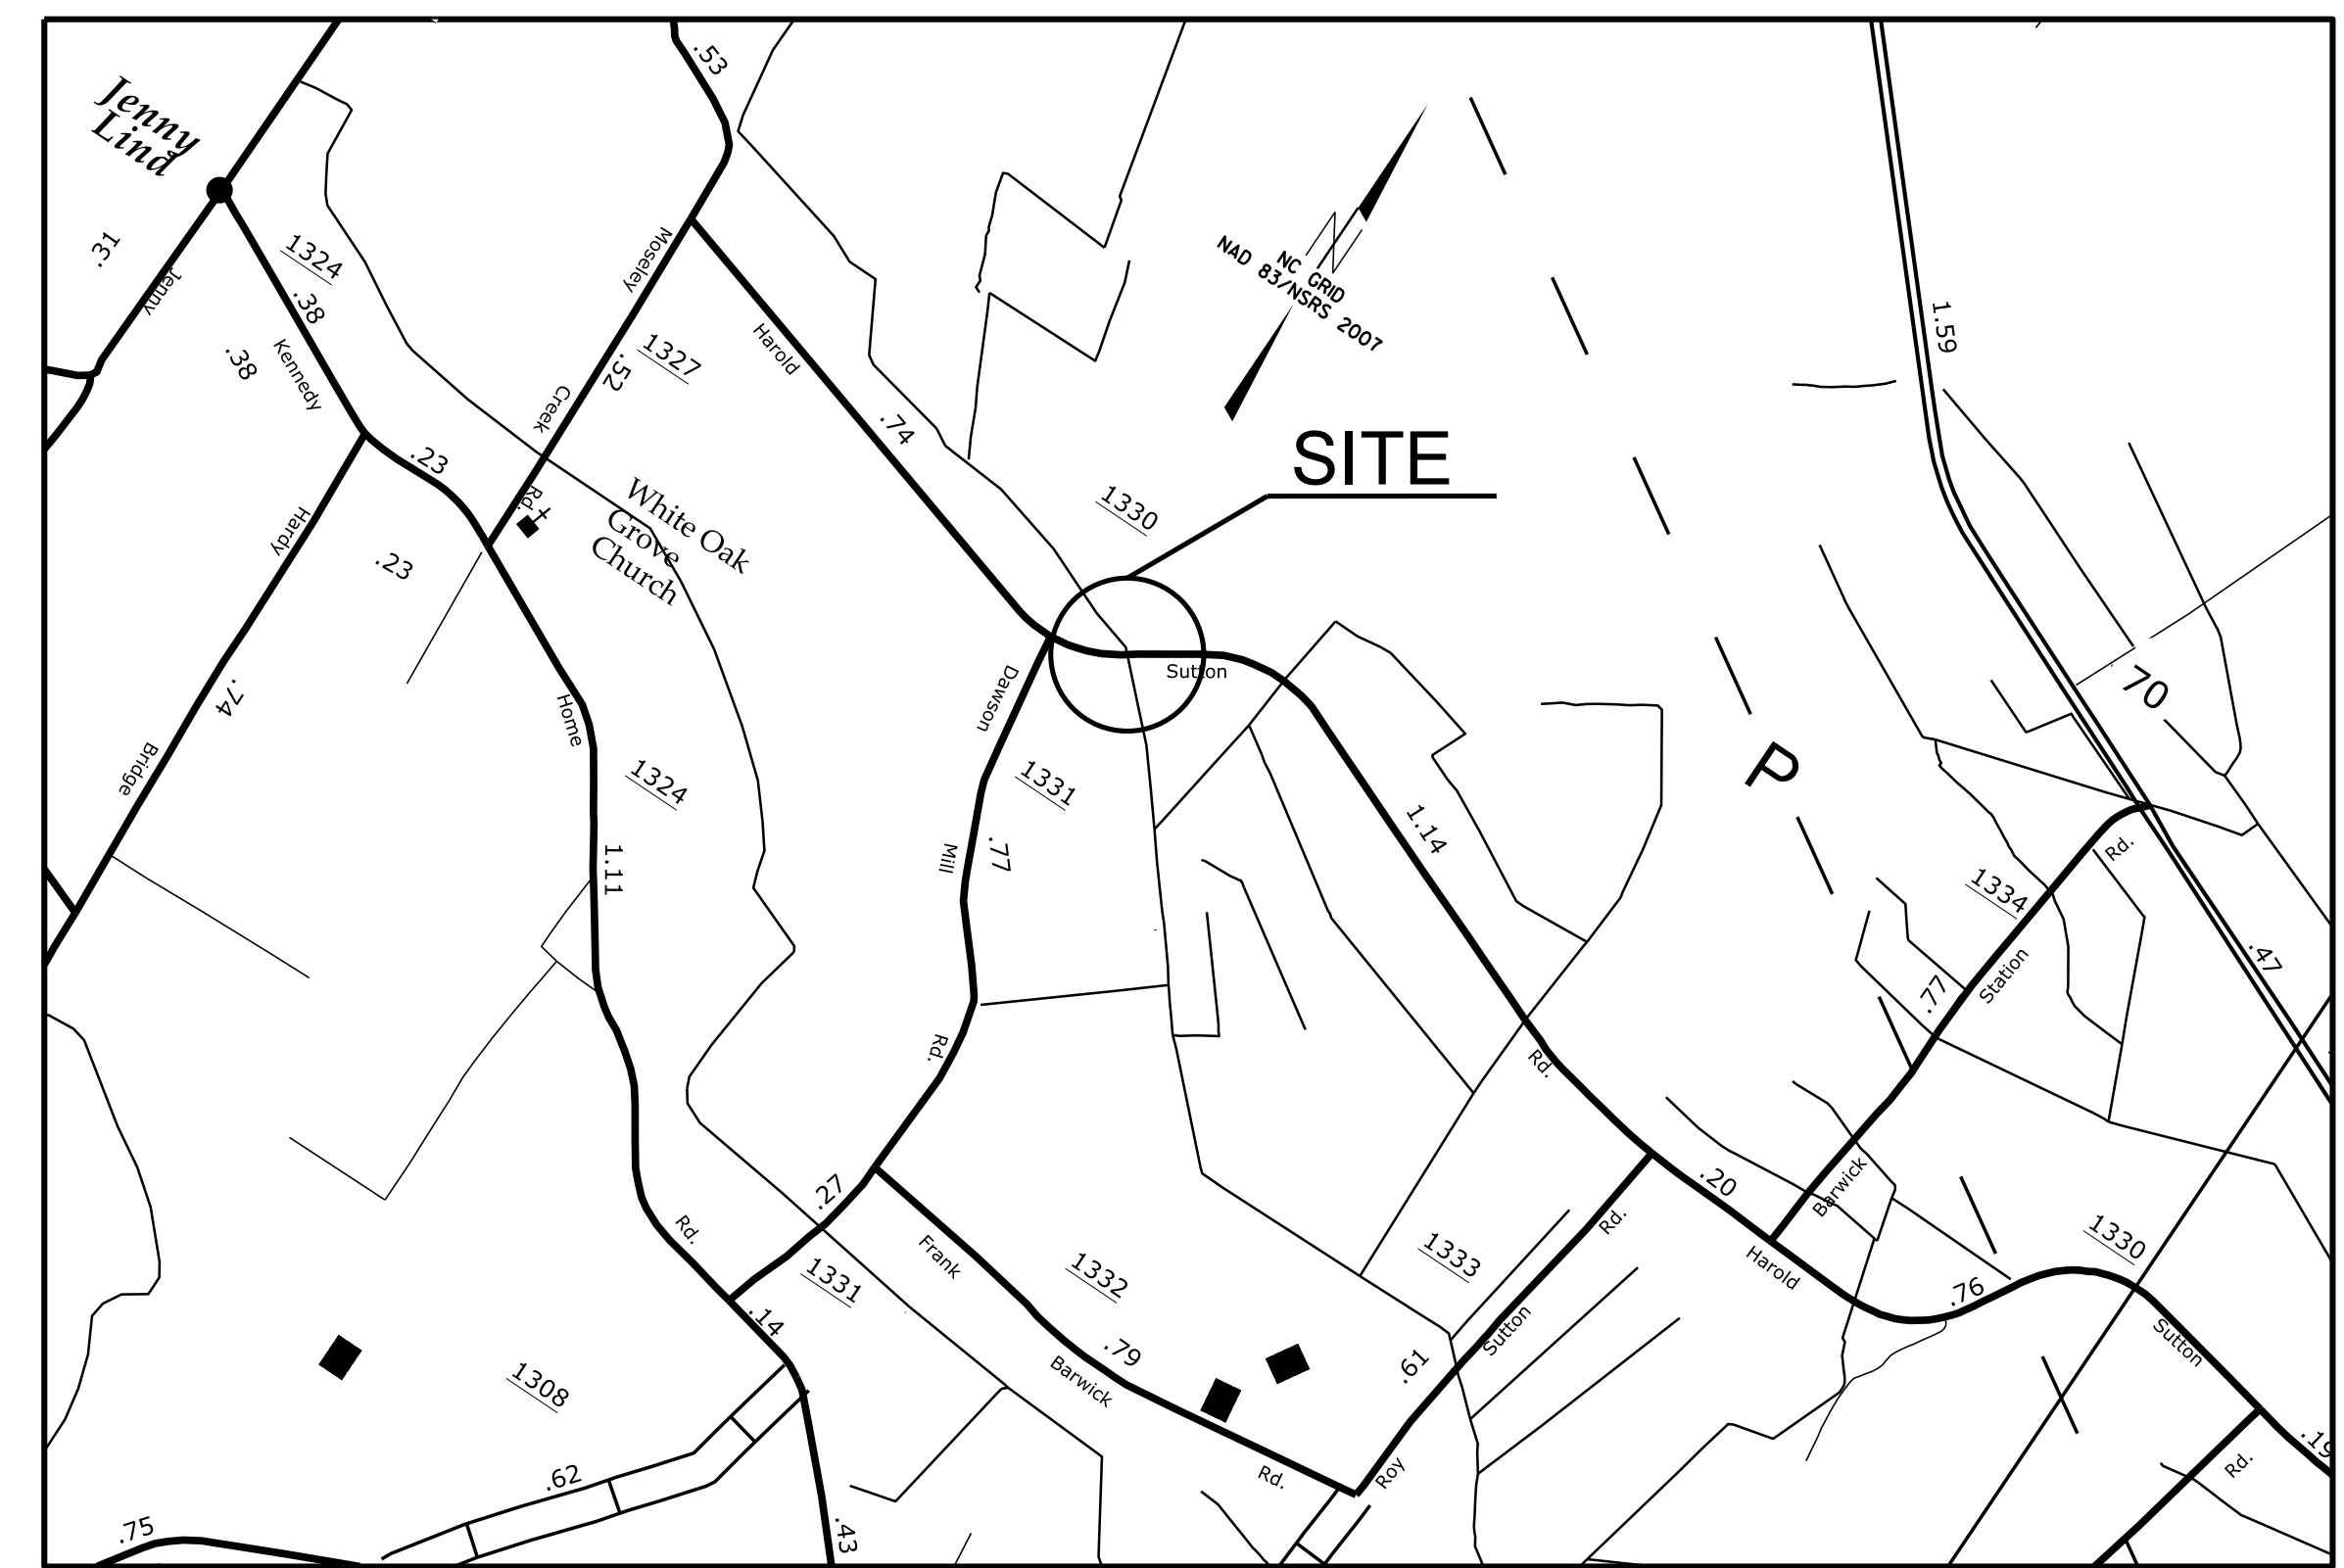 .53
Jenny
Lind
1324
.31
Jenny
.38
.38
Kennedy
Moseley
1327
.52
Creek
Harold
.74
NC GRID
NAD 83/NSRS 2007
1.59
SITE
.23
Rd.
White Oak
Grove
Church
1330
Hardy
.23
Sutton
.74
Home
Dawson
70
Bridge
1324
1331
P
1.14
1.11
Mill
.77
Rd.
1334
.47
.77
Station
Rd.
Rd.
.27
.20
Barwick
Rd.
Frank
1331
1332
1333
Rd.
Harold
1330
.76
.14
.79
Barwick
.61
Sutton
Sutton
1308
.62
Rd.
Roy
Rd.
.19
.75
.43